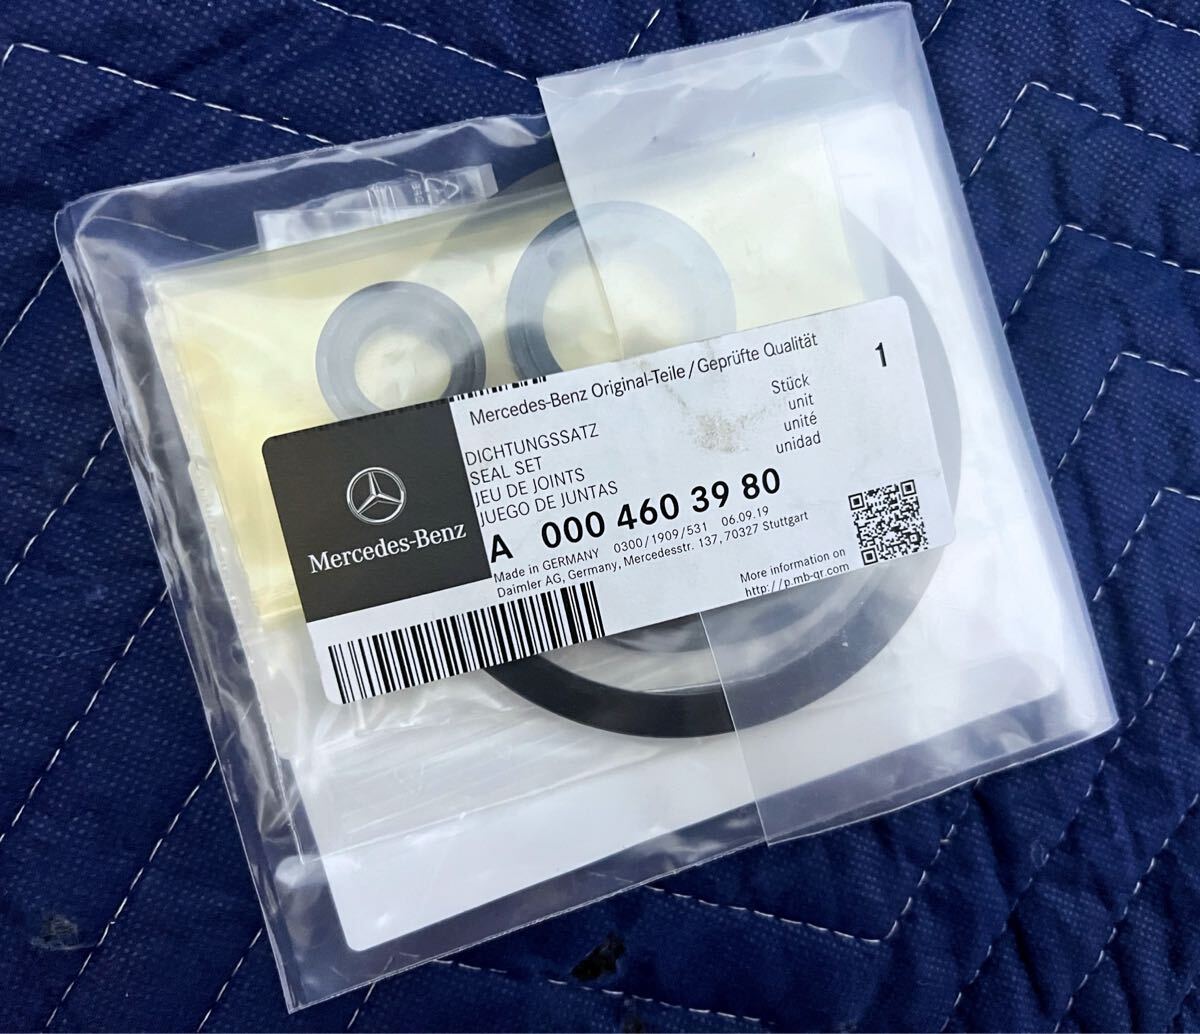 Mercedes-Benz Original-Teile / Geprüfte Qualität
1
DICHTUNGSSATZ
SEAL SET
JEU DE JOINTS
JUEGO DE JUNTAS
Stück
unit
unité
unidad
A 000 460 39 80
Made in GERMANY 0300/1909/531 06.09.19
Daimler AG, Germany, Mercedesstr. 137, 70327 Stuttgart
Mercedes-Benz
More information on
http://p.mb-qr.com